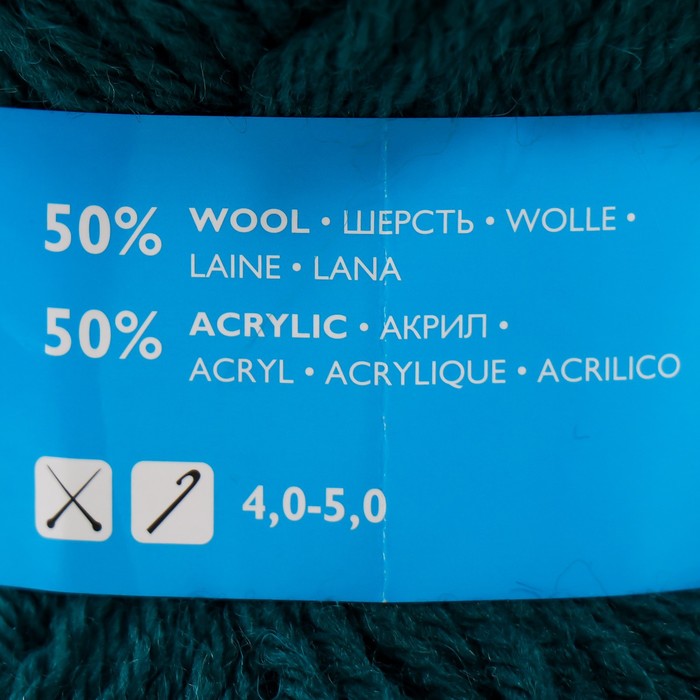 50% WOOL • ШЕРСТЬ • WOLLE •
LAINE • LANA
50% ACRYLIC • АКРИЛ •
ACRYL • ACRYLIQUE • ACRILICO
4,0-5,0